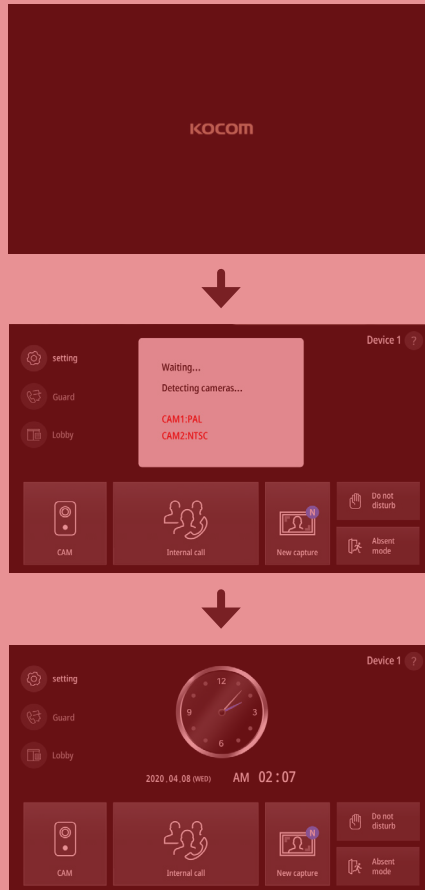 KOCOM
Device 1 ?
setting
Guard
Lobby
Waiting...
Detecting cameras...
CAM1:PAL
CAM2:NTSC
CAM
Internal call
N
New capture
Do not
disturb
Absent
mode
Device 1 ?
setting
Guard
Lobby
12
9
3
6
2020.04.08 (WED) AM 02:07
CAM
Internal call
N
New capture
Do not
disturb
Absent
mode